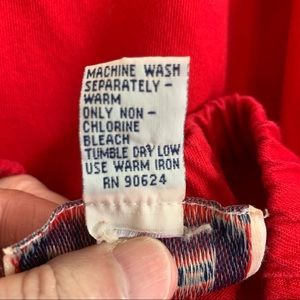 MACHINE WASH
SEPARATELY -
WARM
ONLY NON -
CHLORINE
BLEACH
TUMBLE DRY LOW
USE WARM IRON
RN 90624